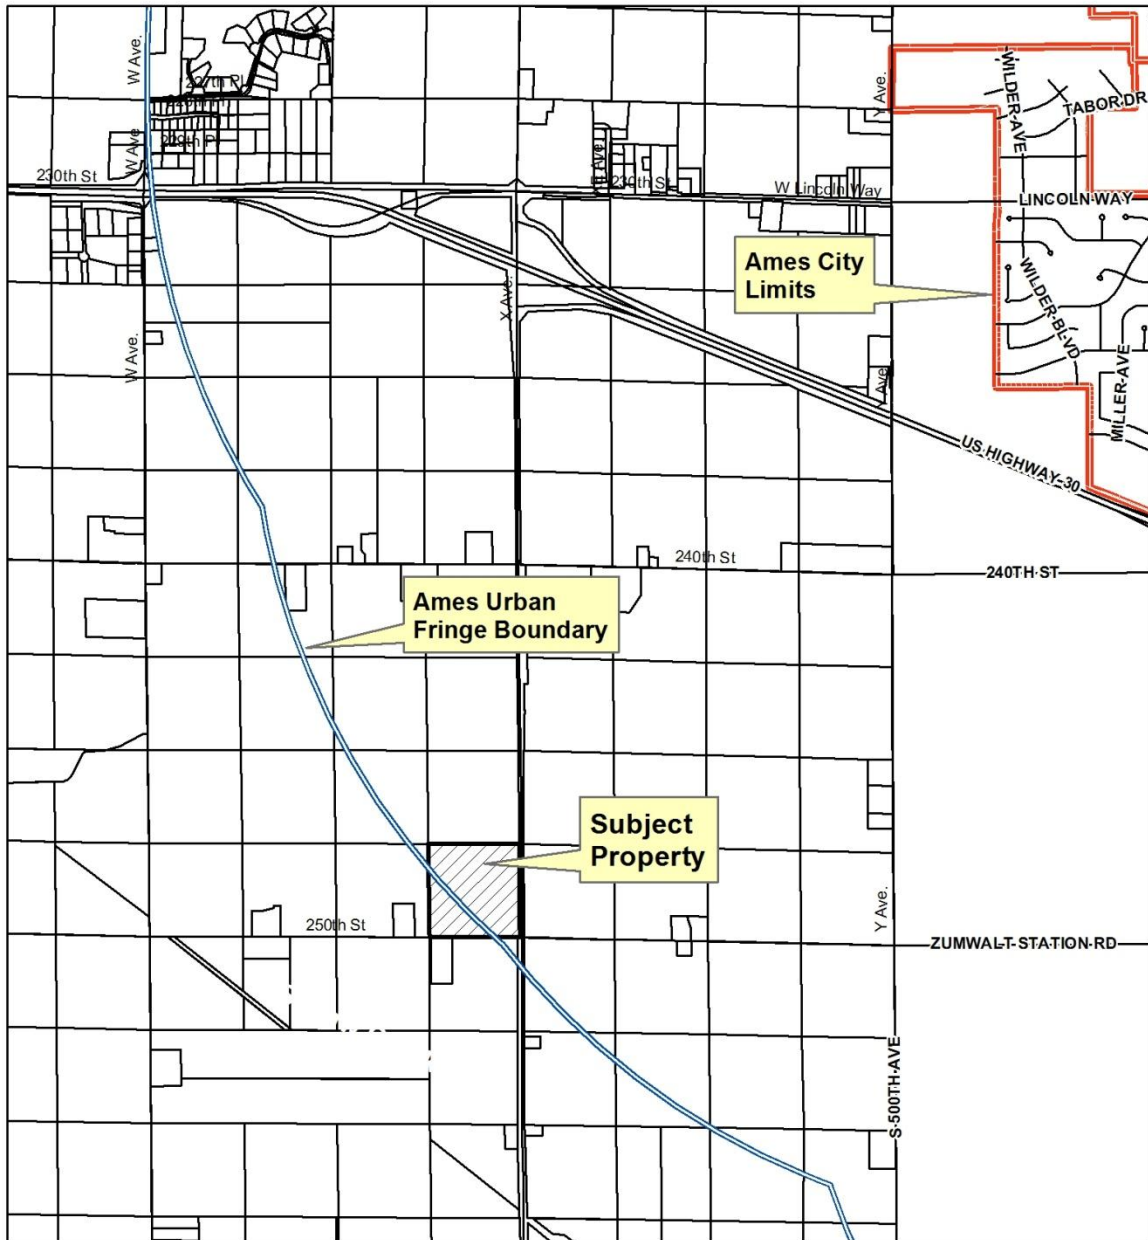 W Ave.
227th Pl
W Ave
229th Pl
230th St
230th St
W Lincoln Way
Y Ave.
WILDER AVE
TABOR DR
LINCOLN WAY
Ames City
Limits
WILDER BLVD
MILLER AVE
X Ave.
W Ave.
Y Ave.
US HIGHWAY 30
240th St
240TH ST
Ames Urban
Fringe Boundary
Subject
Property
250th St
Y Ave.
ZUMWALT STATION RD
S 500TH AVE